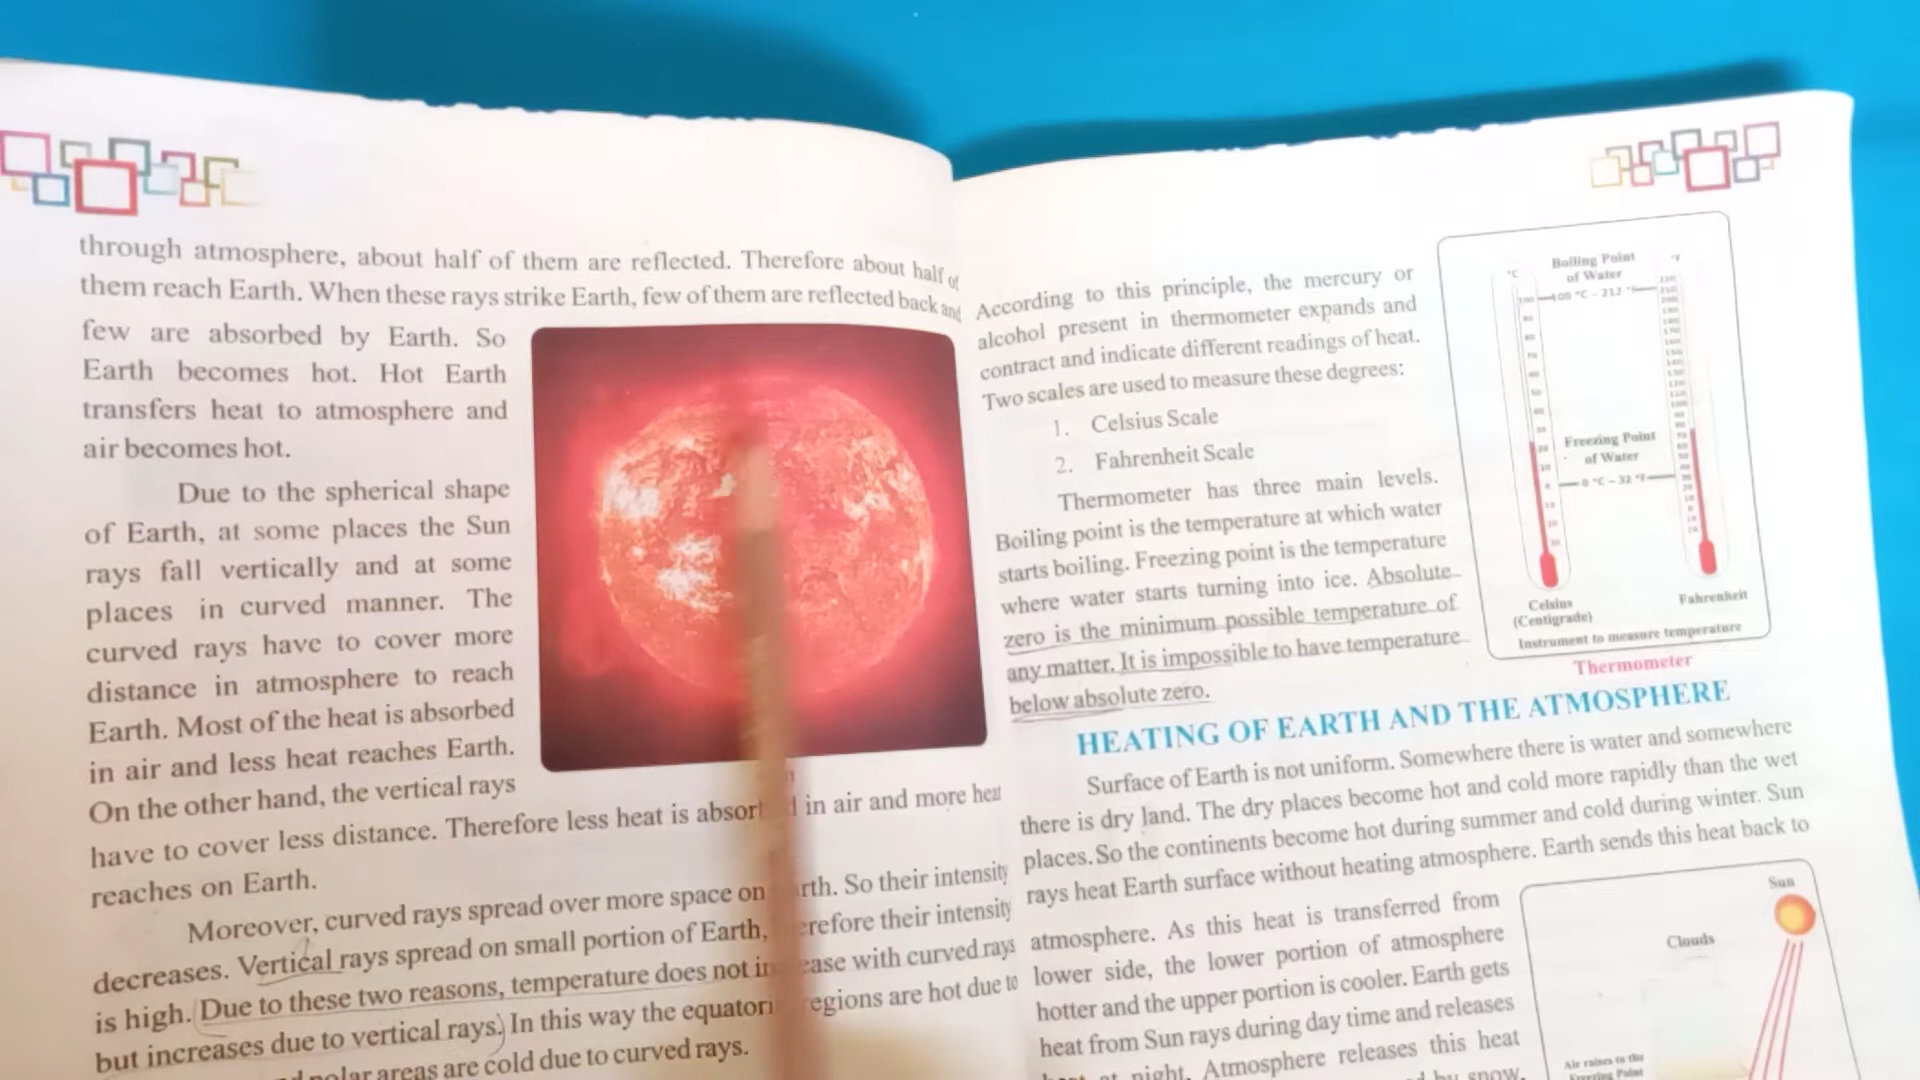 through atmosphere, about half of them are reflected. Therefore about half of
them reach Earth. When these rays strike Earth, few of them are reflected back and
few are absorbed by Earth. So
Earth becomes hot. Hot Earth
transfers heat to atmosphere and
air becomes hot.
Due to the spherical shape
of Earth, at some places the Sun
rays fall vertically and at some
places in curved manner. The
curved rays have to cover more
distance in atmosphere to reach
Earth. Most of the heat is absorbed
in air and less heat reaches Earth.
On the other hand, the vertical rays
have to cover less distance. Therefore less heat is in air and more heat
reaches on Earth.
Moreover, curved rays spread over more space on So their intensity
decreases. Vertical rays spread on small portion of Earth, their intensity
is high. Due to these two reasons, temperature does not with curved rays
but increases due to vertical rays. In this way the regions are hot due to
polar areas are cold due to curved rays.
According to this principle, the mercury or
alcohol present in thermometer expands and
contract and indicate different readings of heat.
Two scales are used to measure these degrees:
1. Celsius Scale
2. Fahrenheit Scale
Thermometer has three main levels.
Boiling point is the temperature at which water
starts boiling. Freezing point is the temperature
where water starts turning into ice. Absolute
zero is the minimum possible temperature of
any matter. It is impossible to have temperature
below absolute zero.
°C
Boiling Point
of Water
°F
100 °C - 212 °F
Freezing Point
of Water
0 °C - 32 °F
Celsius
(Centigrade)
Fahrenheit
Instrument to measure temperature
Thermometer
HEATING OF EARTH AND THE ATMOSPHERE
Surface of Earth is not uniform. Somewhere there is water and somewhere
there is dry land. The dry places become hot and cold more rapidly than the wet
places. So the continents become hot during summer and cold during winter. Sun
rays heat Earth surface without heating atmosphere. Earth sends this heat back to
atmosphere. As this heat is transferred from
lower side, the lower portion of atmosphere
hotter and the upper portion is cooler. Earth gets
heat from Sun rays during day time and releases
at night. Atmosphere releases this heat
by snow,
Sun
Clouds
Air raises to the
Freezing Point